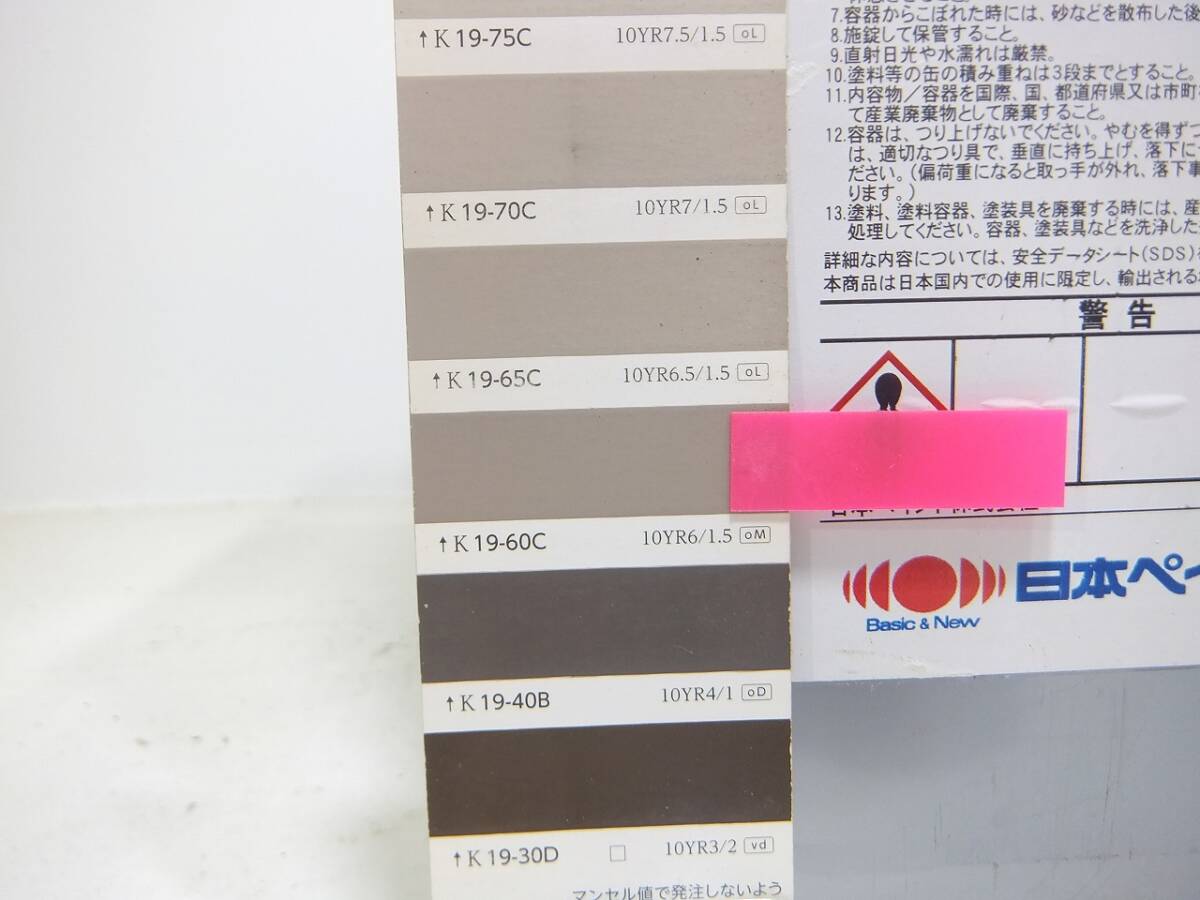 ↑K 19-75C 10YR7.5/1.5 oL
↑K 19-70C 10YR7/1.5 oL
↑K 19-65C 10YR6.5/1.5 oL
↑K 19-60C 10YR6/1.5 oM
↑K 19-40B 10YR4/1 oD
↑K 19-30D □ 10YR3/2 vd
マンセル値で発注しないよう
7.容器からこぼれた時には、砂などを散布した後
8.施錠して保管すること。
9.直射日光や水濡れは厳禁。
10.塗料等の缶の積み重ねは3段までとすること。
11.内容物／容器を国際、国、都道府県又は市町
て産業廃棄物として廃棄すること。
12.容器は、つり上げないでください。やむを得ずつ
は、適切なつり具で、垂直に持ち上げ、落下に
ださい。(偏荷重になると取っ手が外れ、落下事
ります。)
13.塗料、塗料容器、塗装具を廃棄する時には、産
処理してください。容器、塗装具などを洗浄した
詳細な内容については、安全データシート(SDS)
本商品は日本国内での使用に限定し、輸出される
警告
日本ペイ
Basic & New